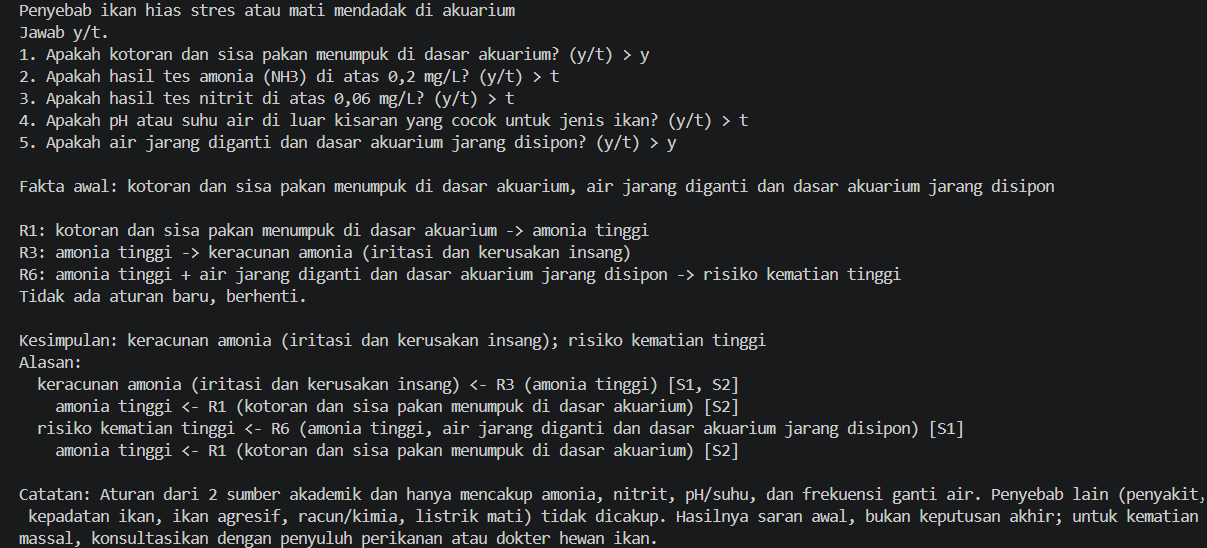 Penyebab ikan hias stres atau mati mendadak di akuarium
Jawab y/t.
1. Apakah kotoran dan sisa pakan menumpuk di dasar akuarium? (y/t) > y
2. Apakah hasil tes amonia (NH3) di atas 0,2 mg/L? (y/t) > t
3. Apakah hasil tes nitrit di atas 0,06 mg/L? (y/t) > t
4. Apakah pH atau suhu air di luar kisaran yang cocok untuk jenis ikan? (y/t) > t
5. Apakah air jarang diganti dan dasar akuarium jarang disipon? (y/t) > y

Fakta awal: kotoran dan sisa pakan menumpuk di dasar akuarium, air jarang diganti dan dasar akuarium jarang disipon

R1: kotoran dan sisa pakan menumpuk di dasar akuarium -> amonia tinggi
R3: amonia tinggi -> keracunan amonia (iritasi dan kerusakan insang)
R6: amonia tinggi + air jarang diganti dan dasar akuarium jarang disipon -> risiko kematian tinggi
Tidak ada aturan baru, berhenti.

Kesimpulan: keracunan amonia (iritasi dan kerusakan insang); risiko kematian tinggi
Alasan:
  keracunan amonia (iritasi dan kerusakan insang) <- R3 (amonia tinggi) [S1, S2]
    amonia tinggi <- R1 (kotoran dan sisa pakan menumpuk di dasar akuarium) [S2]
  risiko kematian tinggi <- R6 (amonia tinggi, air jarang diganti dan dasar akuarium jarang disipon) [S1]
    amonia tinggi <- R1 (kotoran dan sisa pakan menumpuk di dasar akuarium) [S2]

Catatan: Aturan dari 2 sumber akademik dan hanya mencakup amonia, nitrit, pH/suhu, dan frekuensi ganti air. Penyebab lain (penyakit,
 kepadatan ikan, ikan agresif, racun/kimia, listrik mati) tidak dicakup. Hasilnya saran awal, bukan keputusan akhir; untuk kematian
massal, konsultasikan dengan penyuluh perikanan atau dokter hewan ikan.